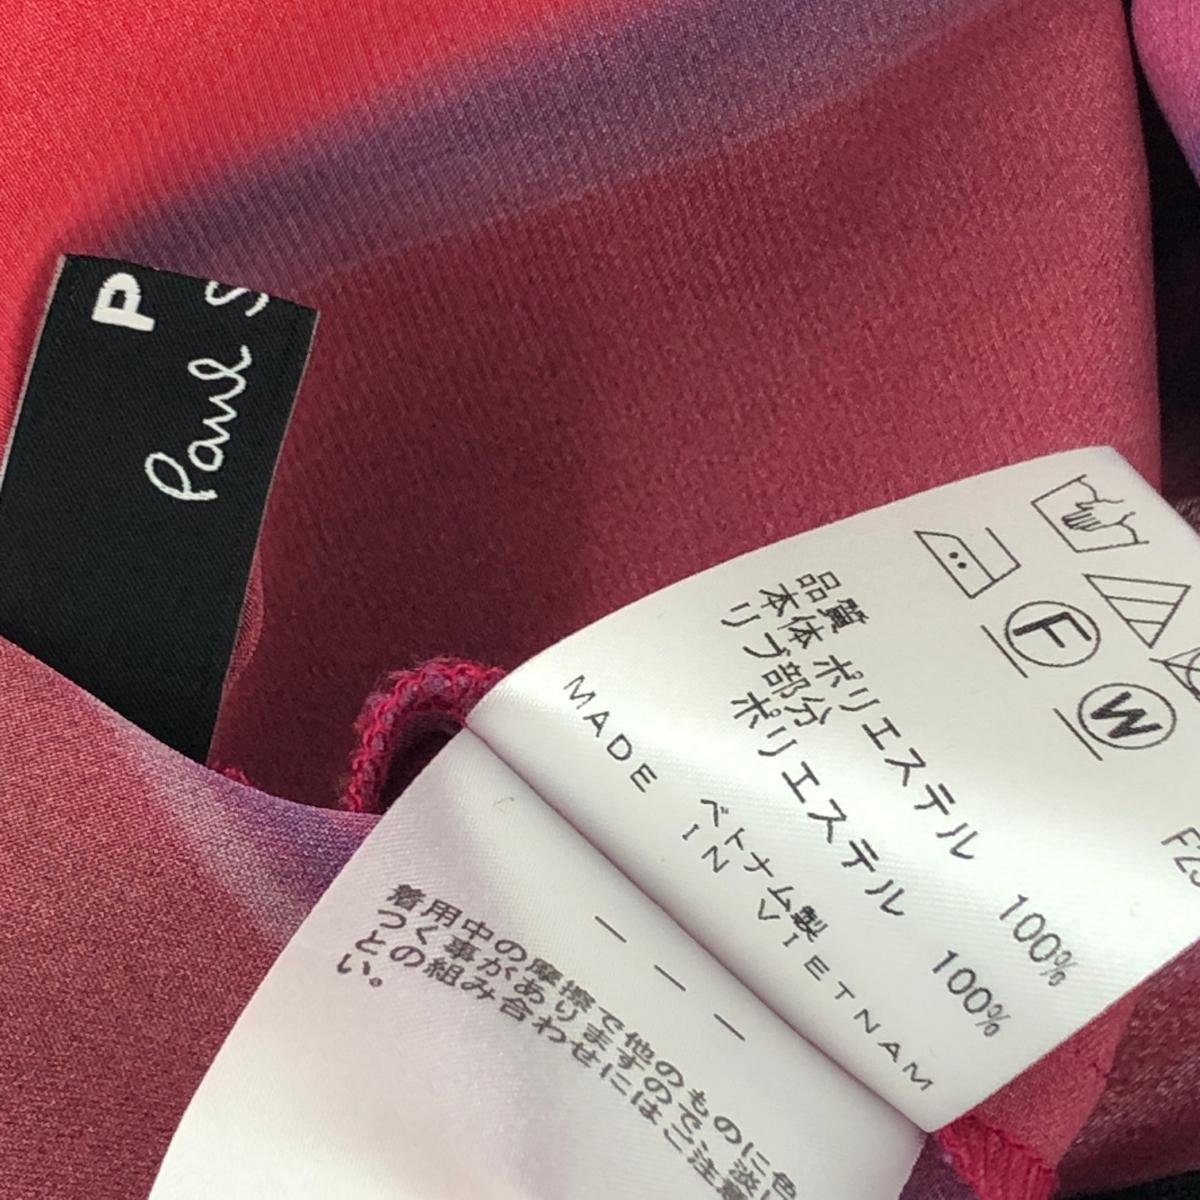 P
Paul S
F
W
品質
本体 ポリエステル 100%
リブ部分
ポリエステル 100%
ベトナム製
MADE IN VIETNAM
着用中の摩擦で他のものに色
つく事がありますので、淡し
との組み合わせにはご注意
い。